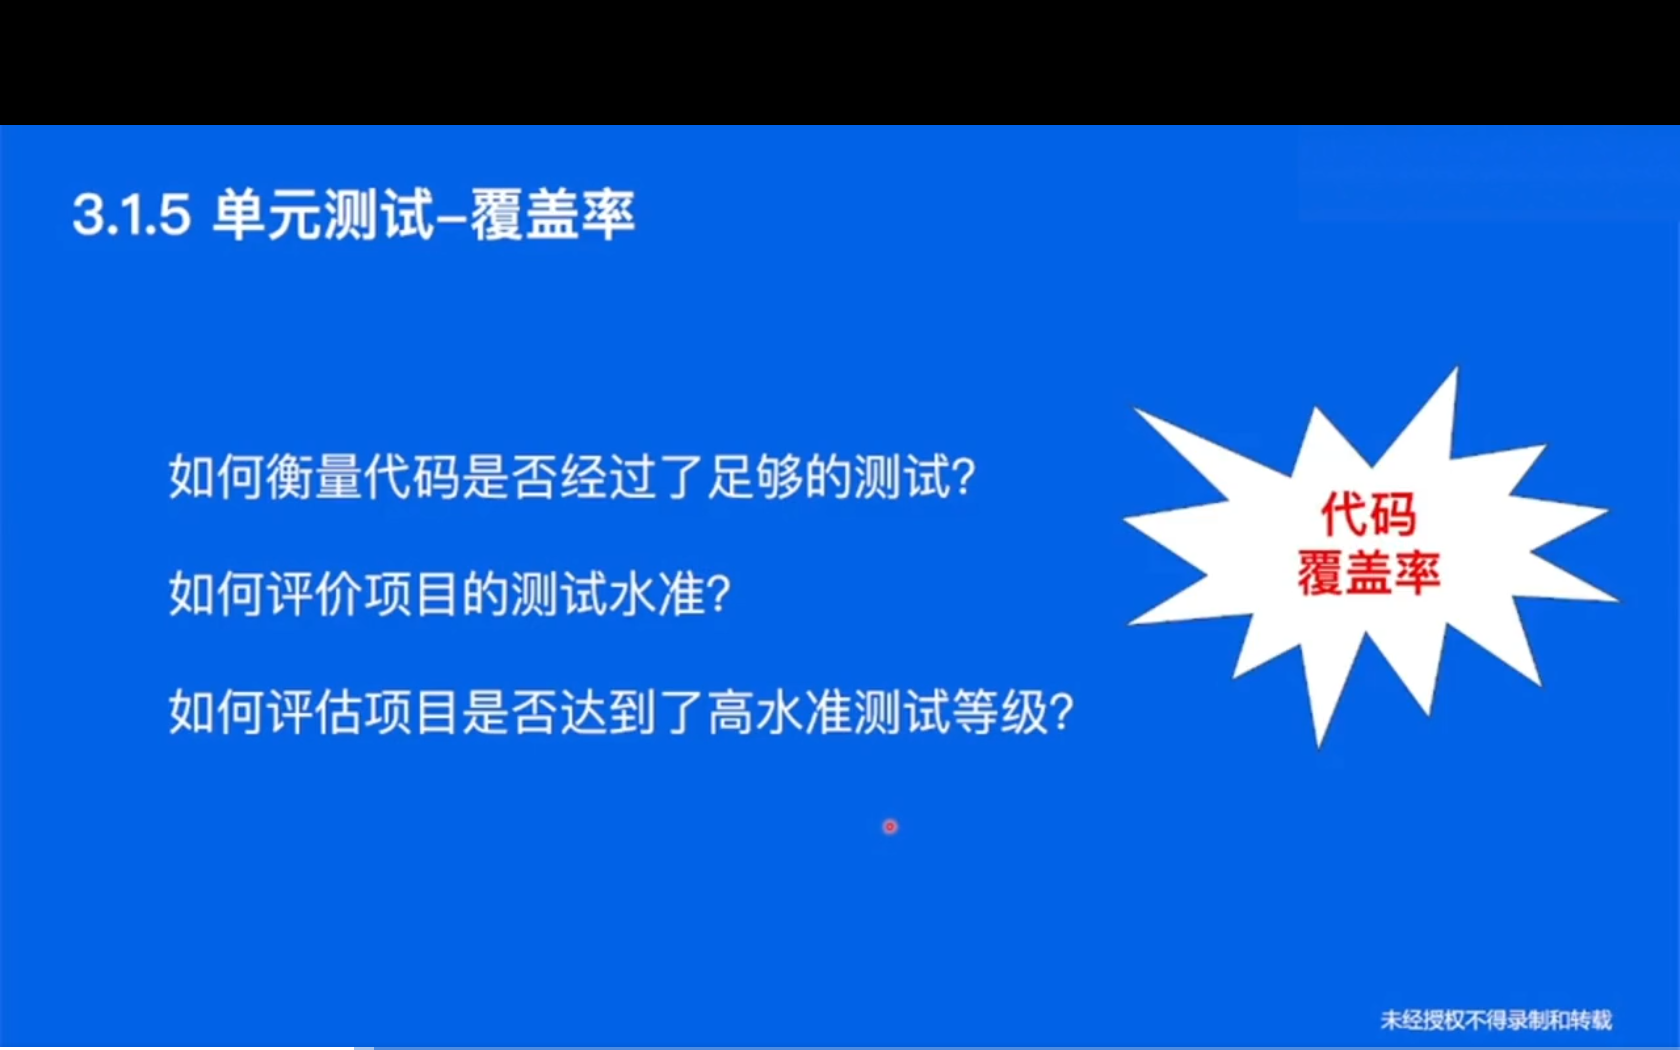 3.1.5 单元测试-覆盖率
如何衡量代码是否经过了足够的测试?
如何评价项目的测试水准?
如何评估项目是否达到了高水准测试等级?
代码
覆盖率
未经授权不得录制和转载